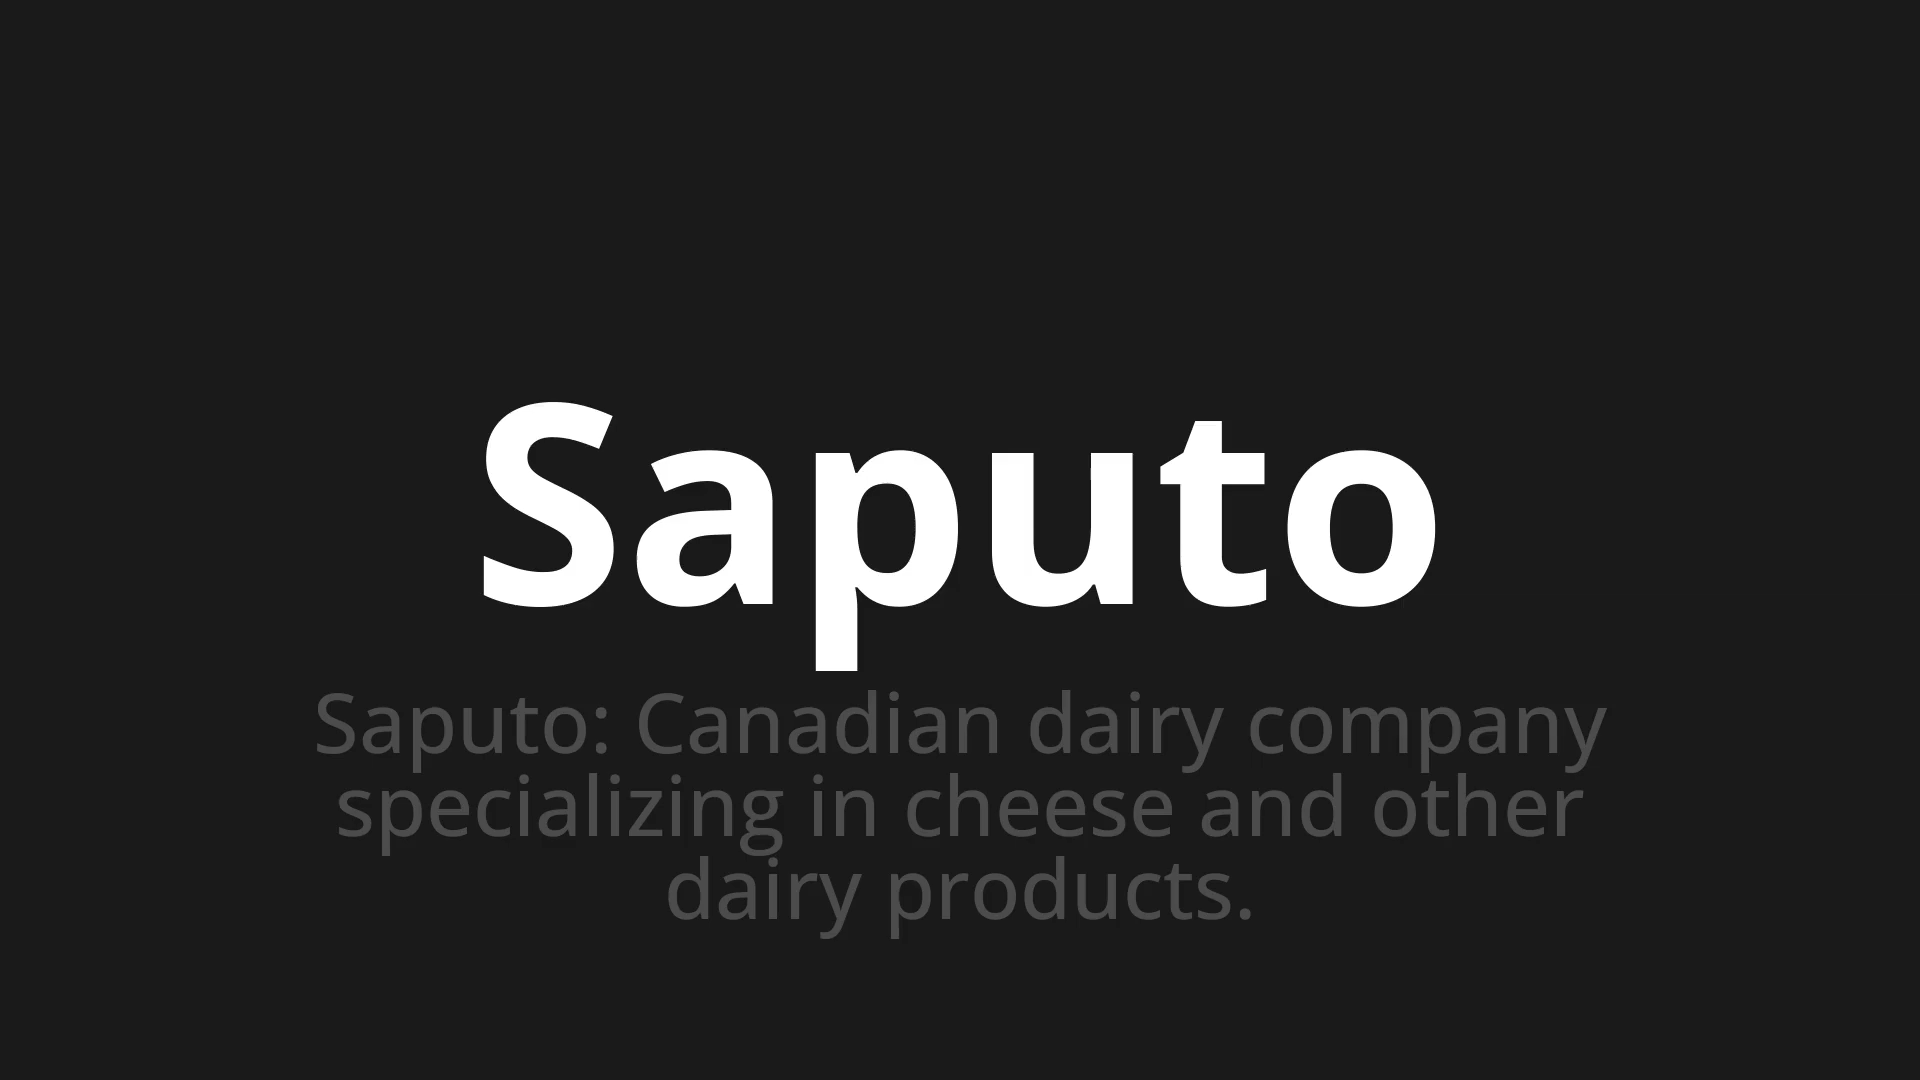 Saputo
Saputo: Canadian dairy company
specializing in cheese and other
dairy products.